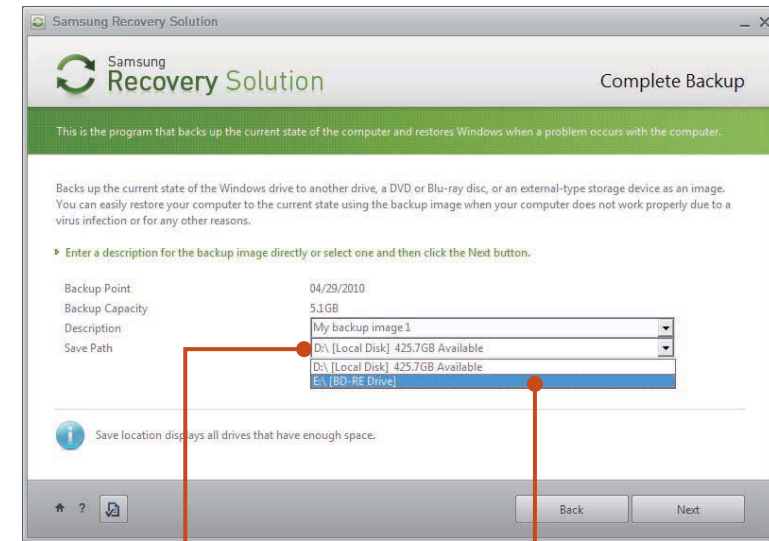 Samsung Recovery Solution
Samsung
Recovery Solution
Complete Backup
This is the program that backs up the current state of the computer and restores Windows when a problem occurs with the computer.
Backs up the current state of the Windows drive to another drive, a DVD or Blu-ray disc, or an external-type storage device as an image.
You can easily restore your computer to the current state using the backup image when your computer does not work properly due to a
virus infection or for any other reasons.
Enter a description for the backup image directly or select one and then click the Next button.
Backup Point 04/29/2010
Backup Capacity 5.1GB
Description My backup image 1
Save Path D:\ [Local Disk] 425.7GB Available
D:\ [Local Disk] 425.7GB Available
E:\ [BD-RE Drive]
Save location displays all drives that have enough space.
? Back Next